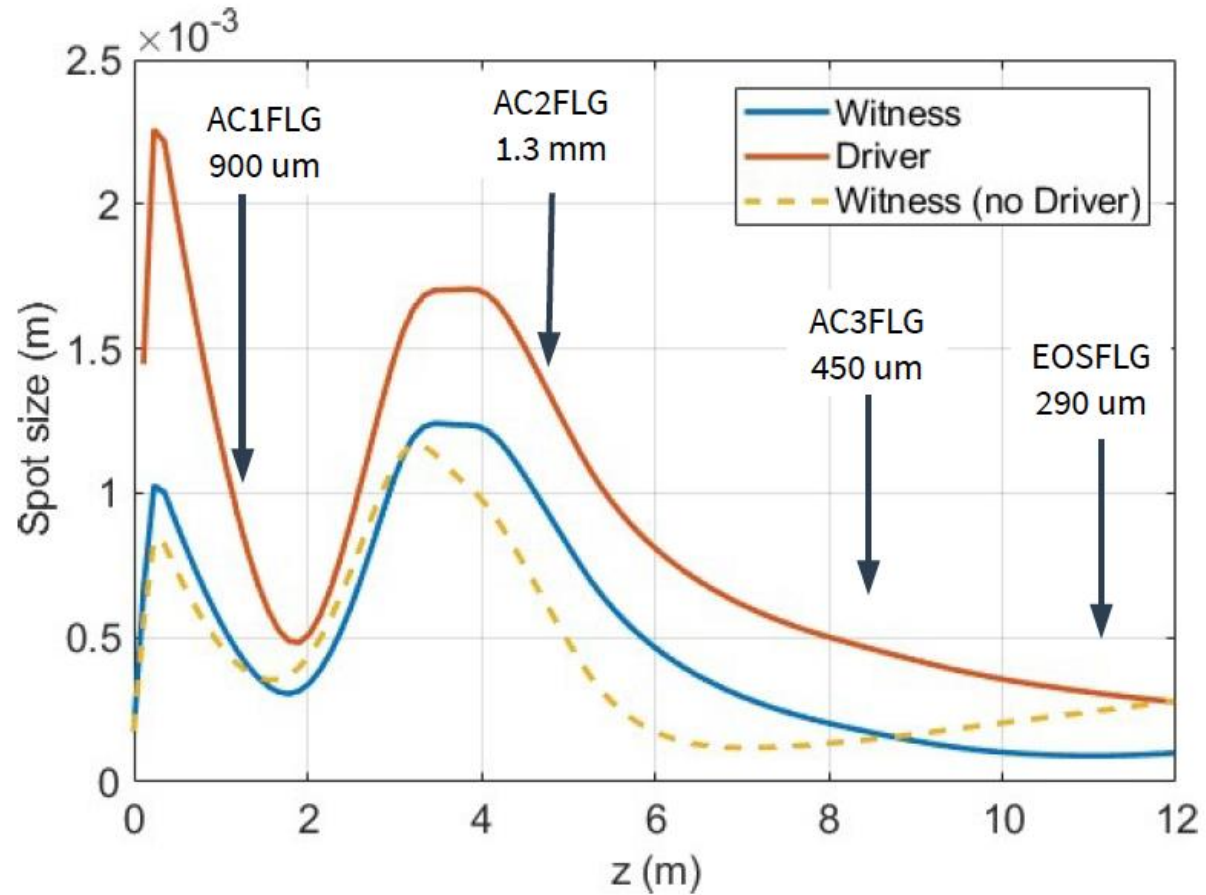 × 10⁻³
2.5
2
1.5
1
0.5
0
Spot size (m)
AC1FLG
900 um
AC2FLG
1.3 mm
Witness
Driver
Witness (no Driver)
AC3FLG
450 um
EOSFLG
290 um
0 2 4 6 8 10 12
z (m)